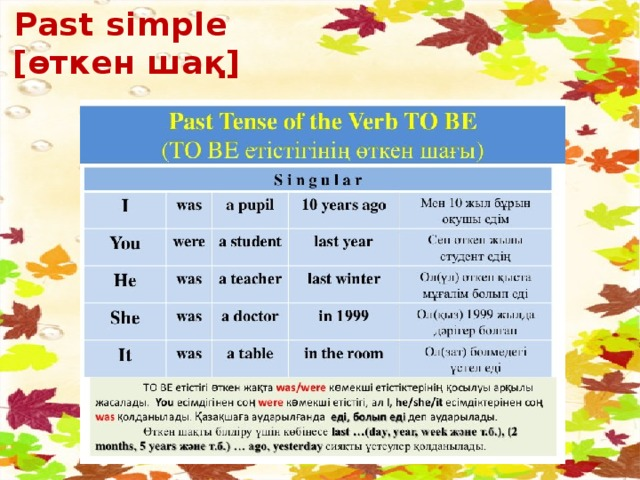 Past simple
[өткен шақ]
Past Tense of the Verb TO BE
(TO BE етістігінің өткен шағы)
S i n g u l a r
I was a pupil 10 years ago Мен 10 жыл бұрын
оқушы едім
You were a student last year Сен өткен жылы
студент едің
He was a teacher last winter Ол(ұл) өткен қыста
мұғалім болып еді
She was a doctor in 1999 Ол(қыз) 1999 жылда
дәрігер болған
It was a table in the room Ол(зат) бөлмедегі
үстел еді
TO BE етістігі өткен жақта was/were көмекші етістіктерінің қосылуы арқылы
жасалады. You есімдігінен соң were көмекші етістігі, ал I, he/she/it есімдіктерінен соң
was қолданылады. Қазақшаға аударылғанда еді, болып еді деп аударылады.
Өткен шақты білдіру үшін көбінесе last …(day, year, week және т.б.), (2
months, 5 years және т.б.) … ago, yesterday сияқты үстеулер қолданылады.